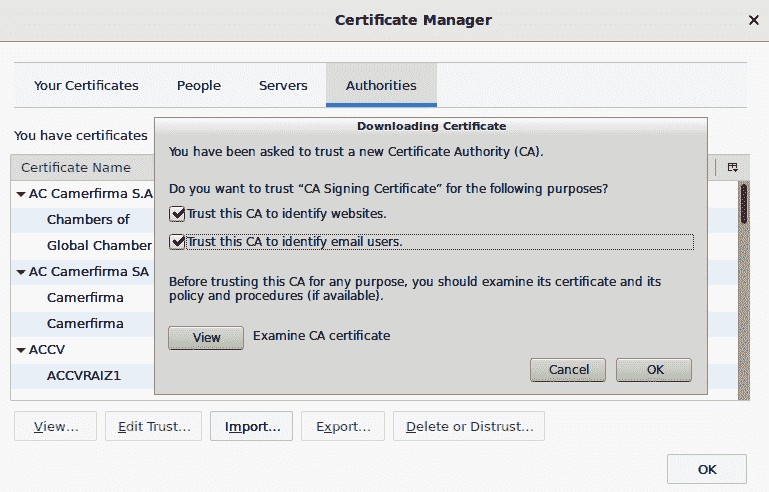 Certificate Manager
Your Certificates People Servers Authorities
You have certificates
Certificate Name
AC Camerfirma S.A
Chambers of
Global Chamber
AC Camerfirma SA
Camerfirma
Camerfirma
ACCV
ACCVRAIZ1
Downloading Certificate
You have been asked to trust a new Certificate Authority (CA).
Do you want to trust “CA Signing Certificate” for the following purposes?
Trust this CA to identify websites.
Trust this CA to identify email users.
Before trusting this CA for any purpose, you should examine its certificate and its
policy and procedures (if available).
View Examine CA certificate
Cancel OK
View... Edit Trust... Import... Export... Delete or Distrust...
OK